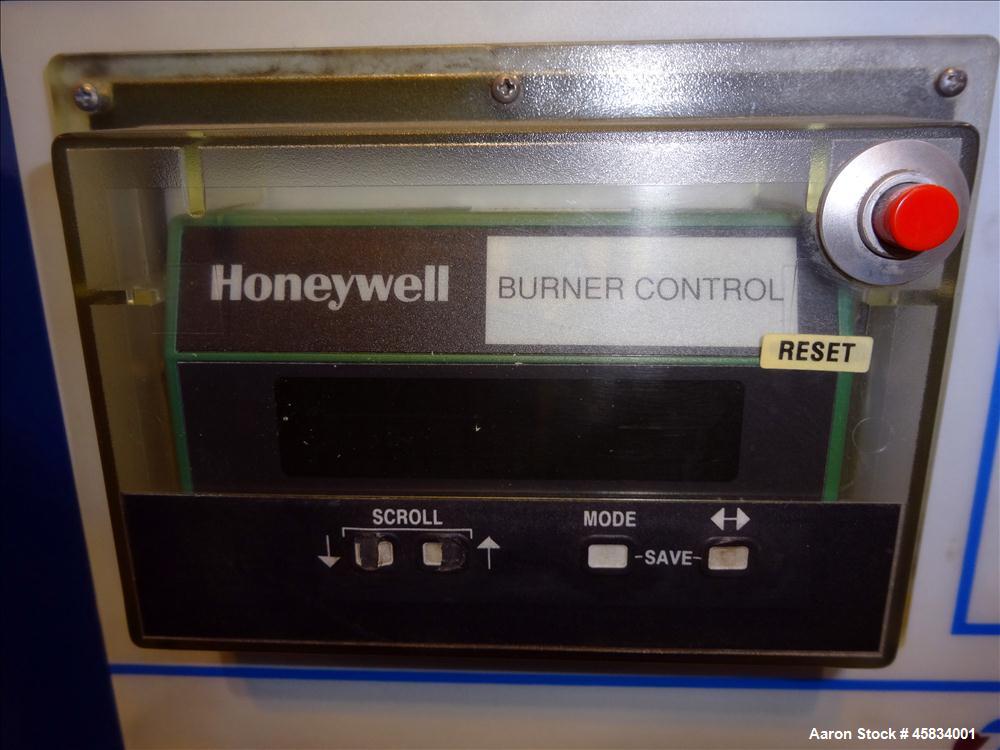 Honeywell
BURNER CONTROL
RESET
SCROLL
MODE
-SAVE-
Aaron Stock # 45834001